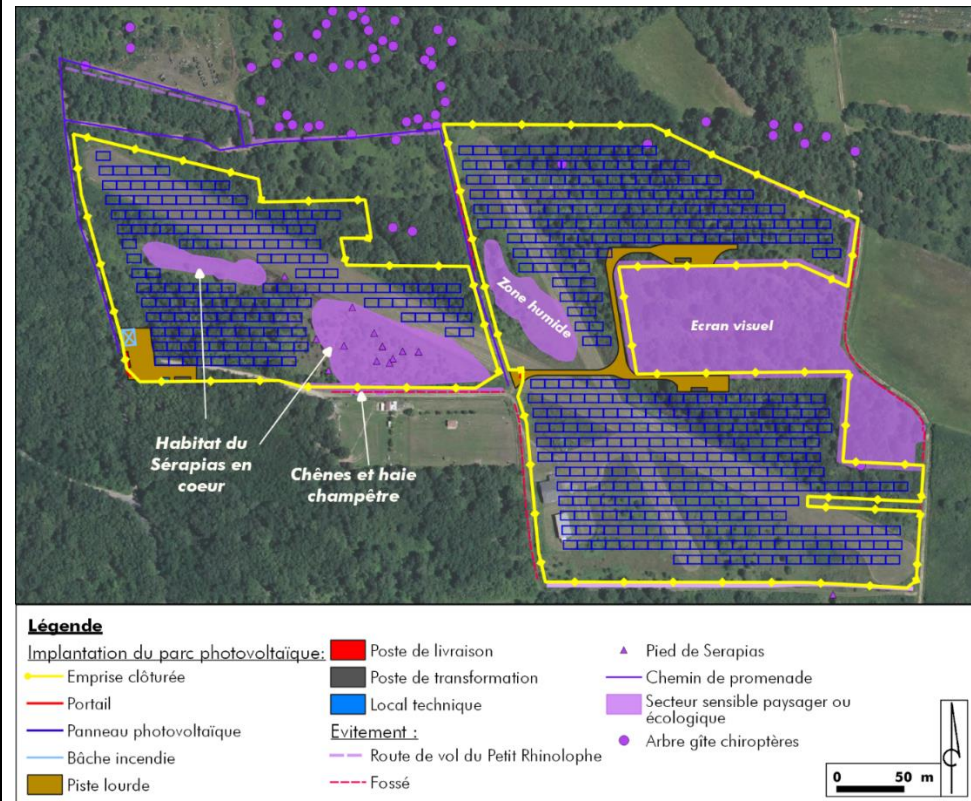 Zone humide
Ecran visuel
Habitat du
Sérapias en
coeur
Chênes et haie
champêtre
Légende
Implantation du parc photovoltaïque:
Emprise clôturée
Portail
Panneau photovoltaïque
Bâche incendie
Piste lourde
Poste de livraison
Poste de transformation
Local technique
Evitement :
Route de vol du Petit Rhinolophe
Fossé
Pied de Serapias
Chemin de promenade
Secteur sensible paysager ou
écologique
Arbre gîte chiroptères
0 50 m